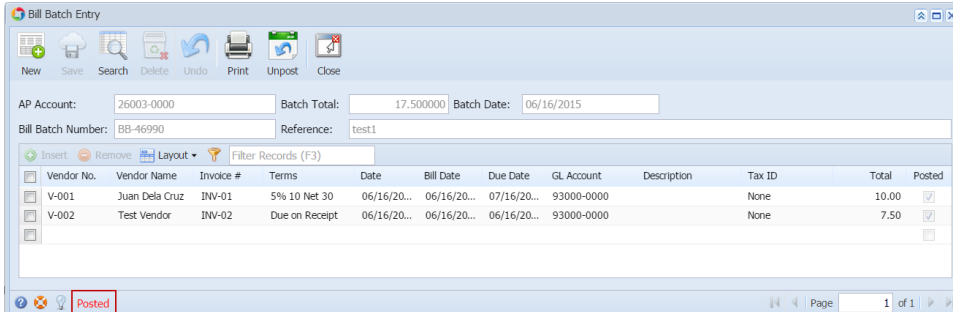 Bill Batch Entry
New Save Search Delete Undo Print Unpost Close
AP Account: 26003-0000 Batch Total: 17.500000 Batch Date: 06/16/2015
Bill Batch Number: BB-46990 Reference: test1
Insert Remove Layout Filter Records (F3)
Vendor No. Vendor Name Invoice # Terms Date Bill Date Due Date GL Account Description Tax ID Total Posted
V-001 Juan Dela Cruz INV-01 5% 10 Net 30 06/16/20... 06/16/20... 07/16/20... 93000-0000 None 10.00
V-002 Test Vendor INV-02 Due on Receipt 06/16/20... 06/16/20... 06/16/20... 93000-0000 None 7.50
Posted Page 1 of 1